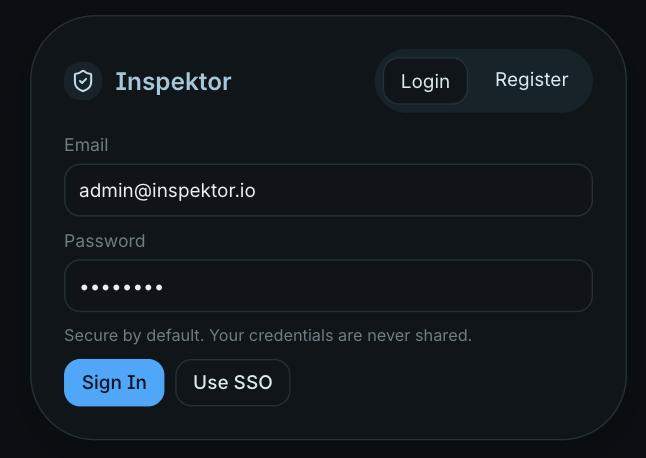 Inspektor
Login Register
Email
admin@inspektor.io
Password
••••••••
Secure by default. Your credentials are never shared.
Sign In Use SSO